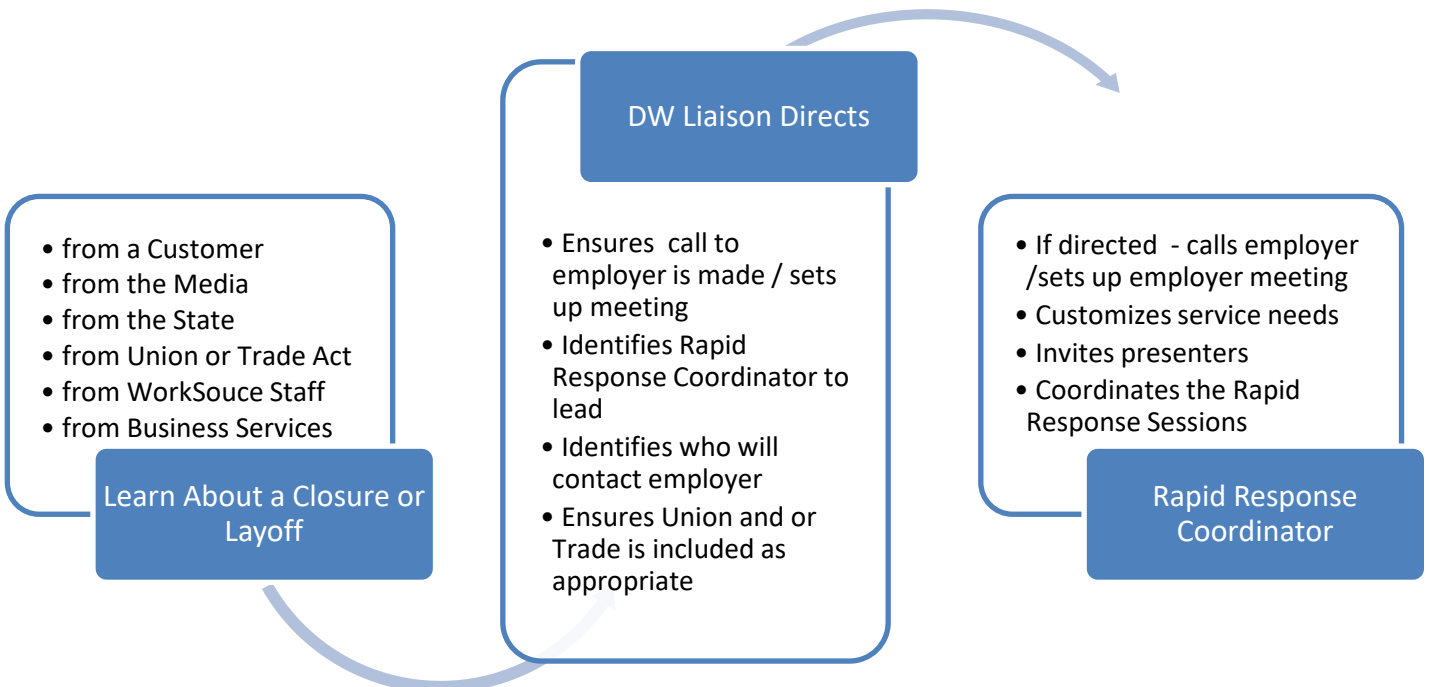 • from a Customer
• from the Media
• from the State
• from Union or Trade Act
• from WorkSouce Staff
• from Business Services
Learn About a Closure or
Layoff
DW Liaison Directs
• Ensures  call to
employer is made / sets
up meeting
• Identifies Rapid
Response Coordinator to
lead
• Identifies who will
contact employer
• Ensures Union and or
Trade is included as
appropriate
• If directed  - calls employer
/sets up employer meeting
• Customizes service needs
• Invites presenters
• Coordinates the Rapid
Response Sessions
Rapid Response
Coordinator